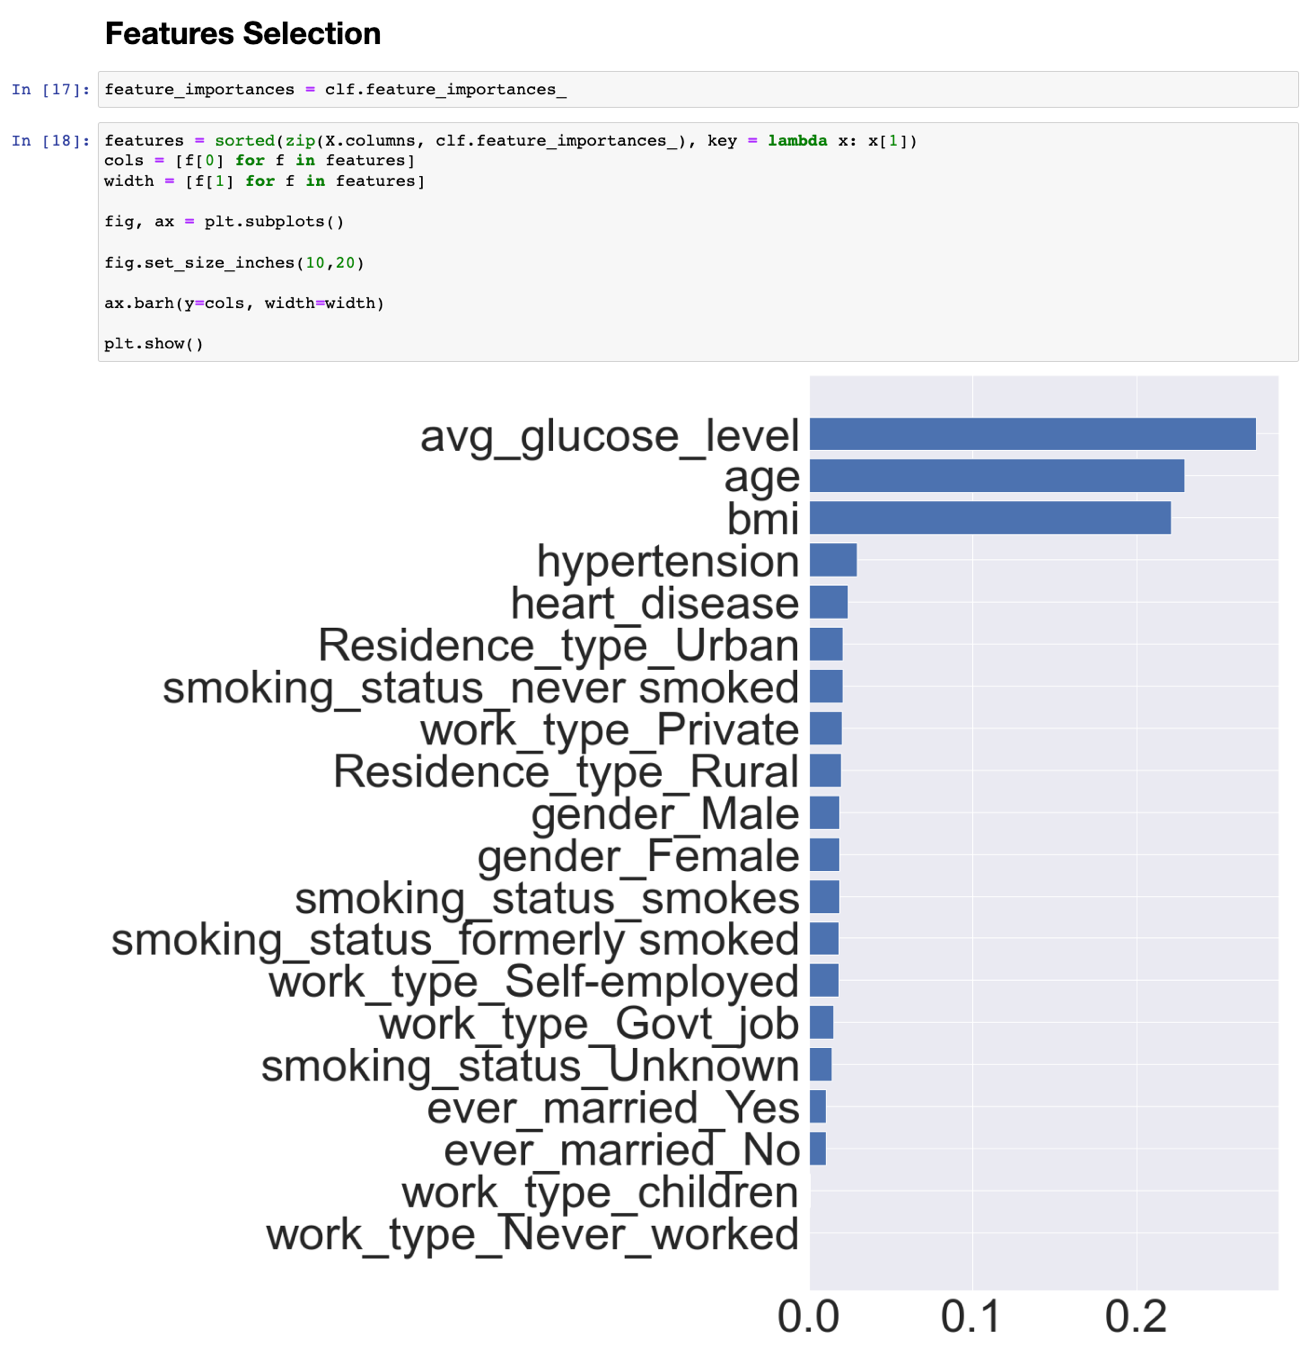 Features Selection
In [17]: feature_importances = clf.feature_importances_
In [18]: features = sorted(zip(X.columns, clf.feature_importances_), key = lambda x: x[1])
cols = [f[0] for f in features]
width = [f[1] for f in features]
fig, ax = plt.subplots()
fig.set_size_inches(10,20)
ax.barh(y=cols, width=width)
plt.show()
avg_glucose_level
age
bmi
hypertension
heart_disease
Residence_type_Urban
smoking_status_never smoked
work_type_Private
Residence_type_Rural
gender_Male
gender_Female
smoking_status_smokes
smoking_status_formerly smoked
work_type_Self-employed
work_type_Govt_job
smoking_status_Unknown
ever_married_Yes
ever_married_No
work_type_children
work_type_Never_worked
0.0 0.1 0.2